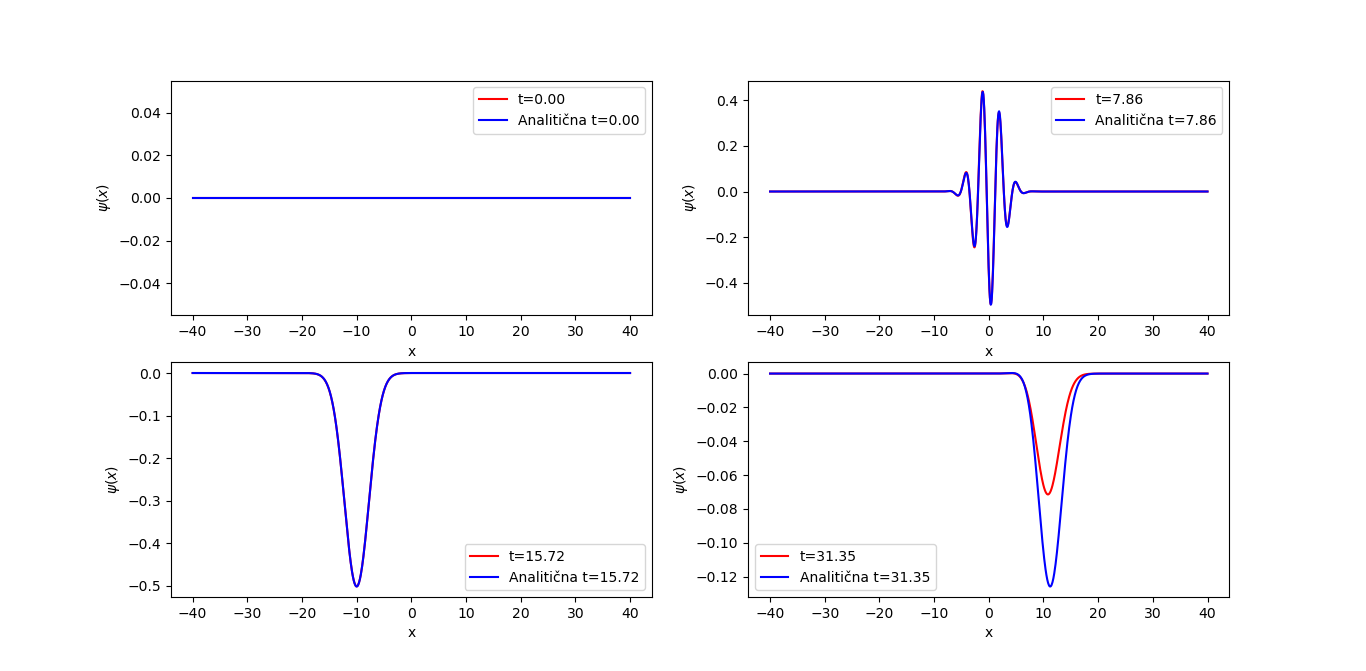 t=0.00
Analitična t=0.00
0.04
0.02
0.00
−0.02
−0.04
ψ(x)
−40 −30 −20 −10 0 10 20 30 40
x
t=7.86
Analitična t=7.86
0.4
0.2
0.0
−0.2
−0.4
ψ(x)
−40 −30 −20 −10 0 10 20 30 40
x
0.0
−0.1
−0.2
−0.3
−0.4
−0.5
ψ(x)
t=15.72
Analitična t=15.72
−40 −30 −20 −10 0 10 20 30 40
x
0.00
−0.02
−0.04
−0.06
−0.08
−0.10
−0.12
ψ(x)
t=31.35
Analitična t=31.35
−40 −30 −20 −10 0 10 20 30 40
x